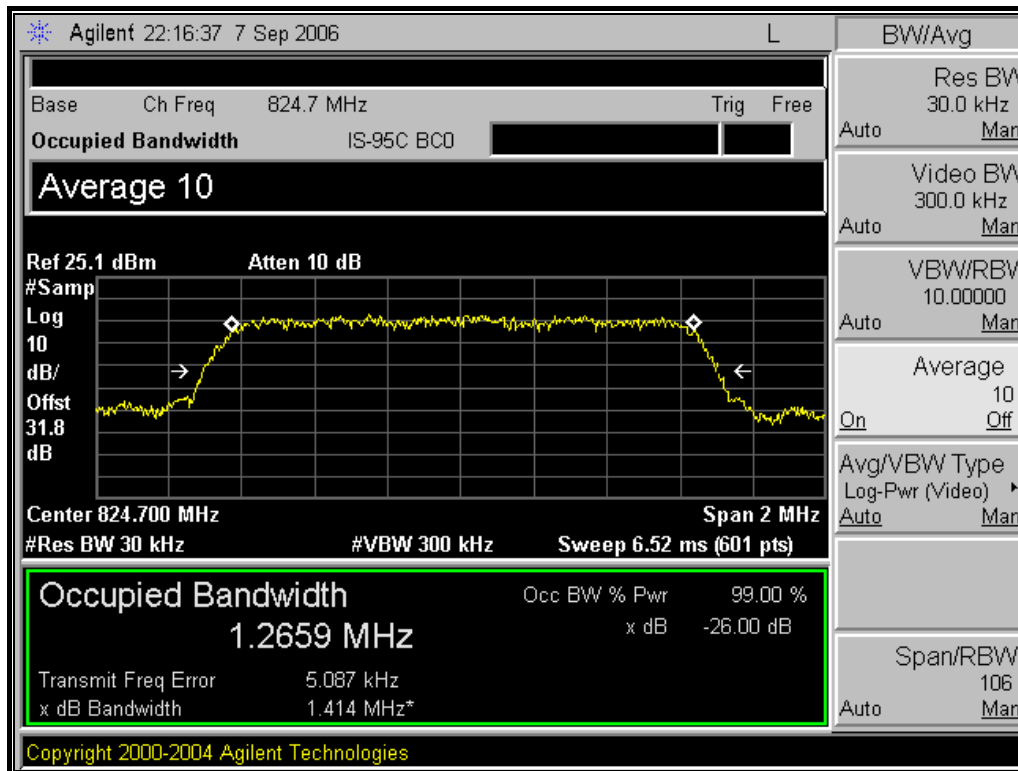 Agilent 22:16:37 7 Sep 2006 L
BW/Avg
Base Ch Freq 824.7 MHz Trig Free
Occupied Bandwidth IS-95C BC0
Average 10
Ref 25.1 dBm Atten 10 dB
#Samp
Log
10
dB/
Offst
31.8
dB
Center 824.700 MHz Span 2 MHz
#Res BW 30 kHz #VBW 300 kHz Sweep 6.52 ms (601 pts)
Occupied Bandwidth Occ BW % Pwr 99.00 %
1.2659 MHz x dB -26.00 dB
Transmit Freq Error 5.087 kHz
x dB Bandwidth 1.414 MHz*
Copyright 2000-2004 Agilent Technologies
Res BW
30.0 kHz
Auto Man
Video BW
300.0 kHz
Auto Man
VBW/RBW
10.00000
Auto Man
Average
10
On Off
Avg/VBW Type
Log-Pwr (Video)
Auto Man
Span/RBW
106
Auto Man